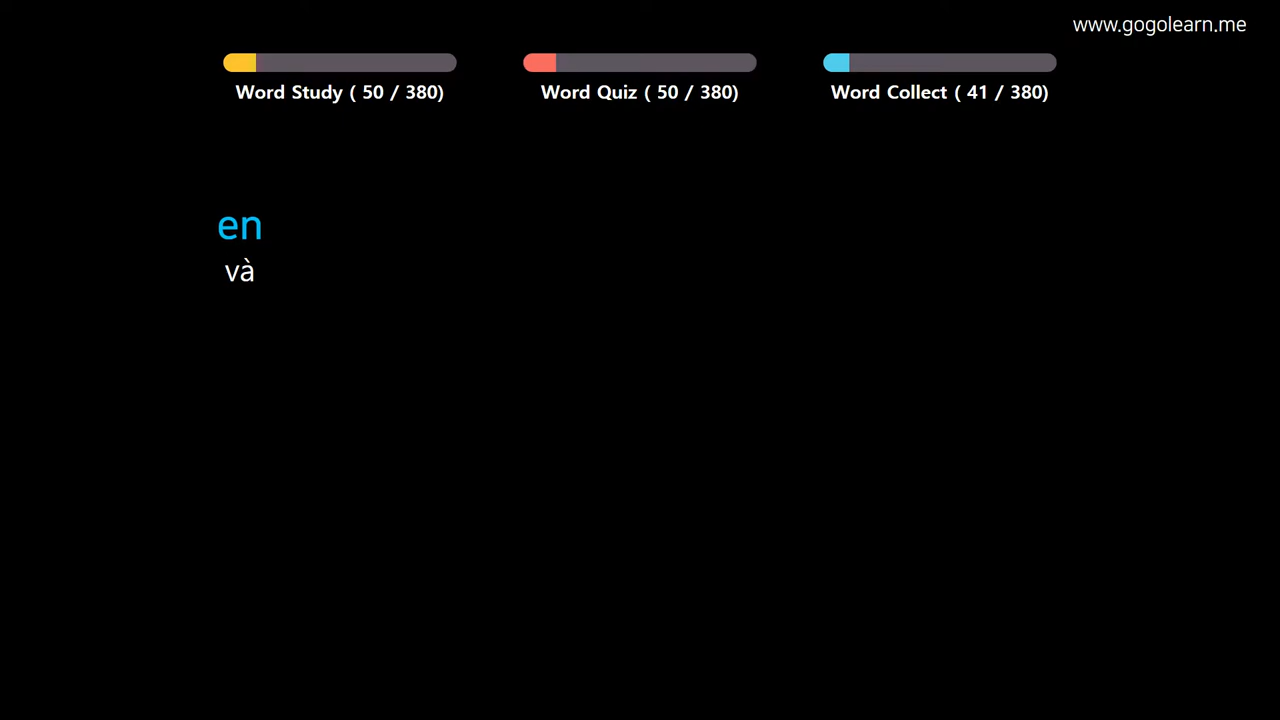 www.gogolearn.me
Word Study ( 50 / 380)
Word Quiz ( 50 / 380)
Word Collect ( 41 / 380)
en
và